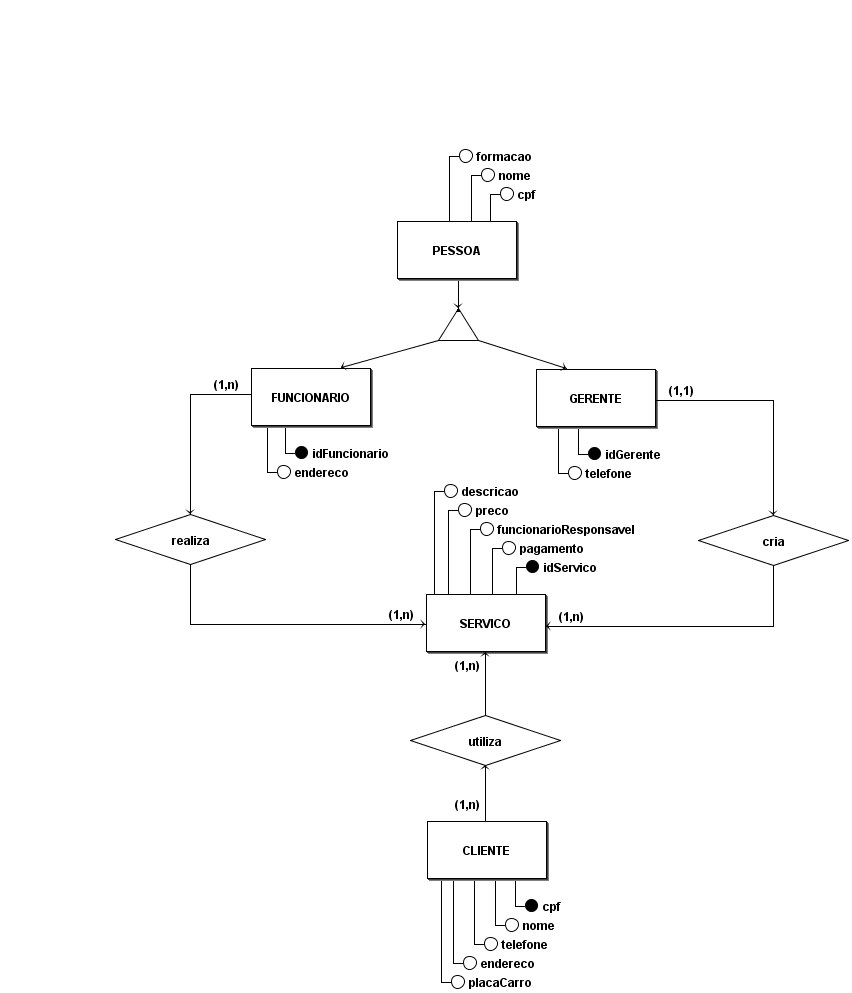 formacao
nome
cpf
PESSOA
(1,n)
FUNCIONARIO
GERENTE
(1,1)
idFuncionario
endereco
idGerente
telefone
descricao
preco
funcionarioResponsavel
pagamento
idServico
realiza
cria
(1,n)
SERVICO
(1,n)
(1,n)
utiliza
(1,n)
CLIENTE
cpf
nome
telefone
endereco
placaCarro